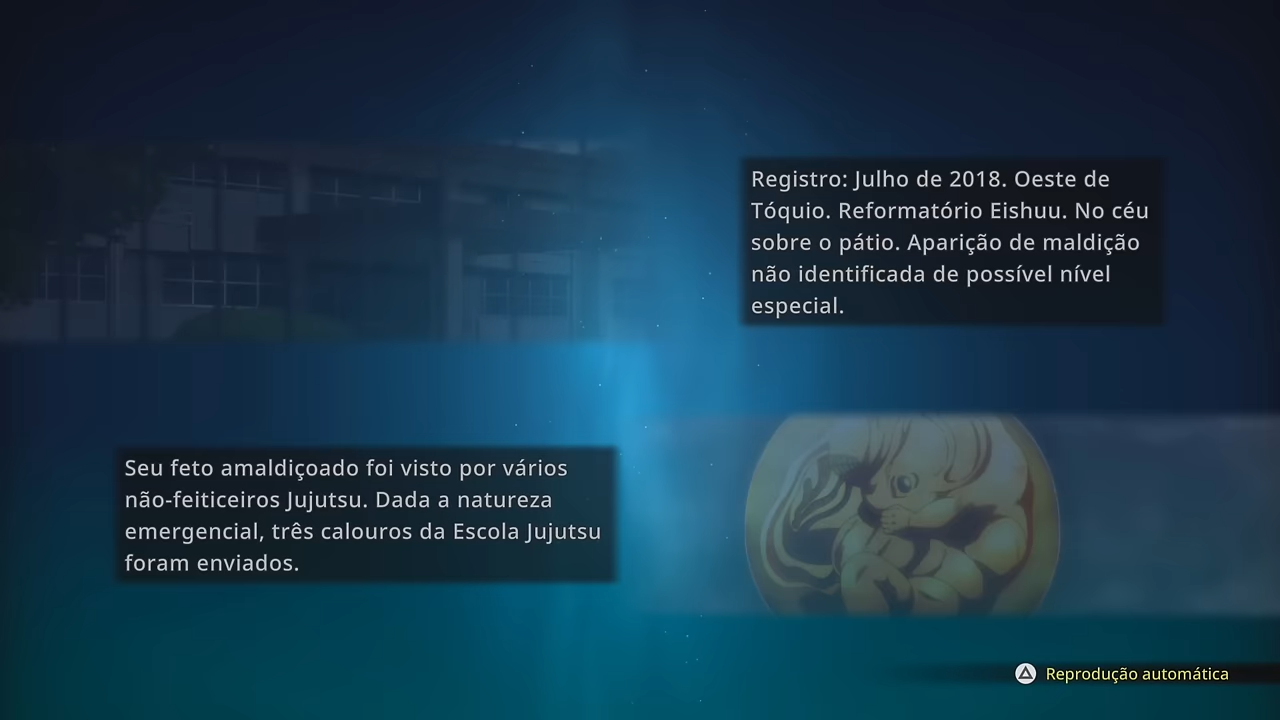 Registro: Julho de 2018. Oeste de
Tóquio. Reformatório Eishuu. No céu
sobre o pátio. Aparição de maldição
não identificada de possível nível
especial.
Seu feto amaldiçoado foi visto por vários
não-feiticeiros Jujutsu. Dada a natureza
emergencial, três calouros da Escola Jujutsu
foram enviados.
Reprodução automática